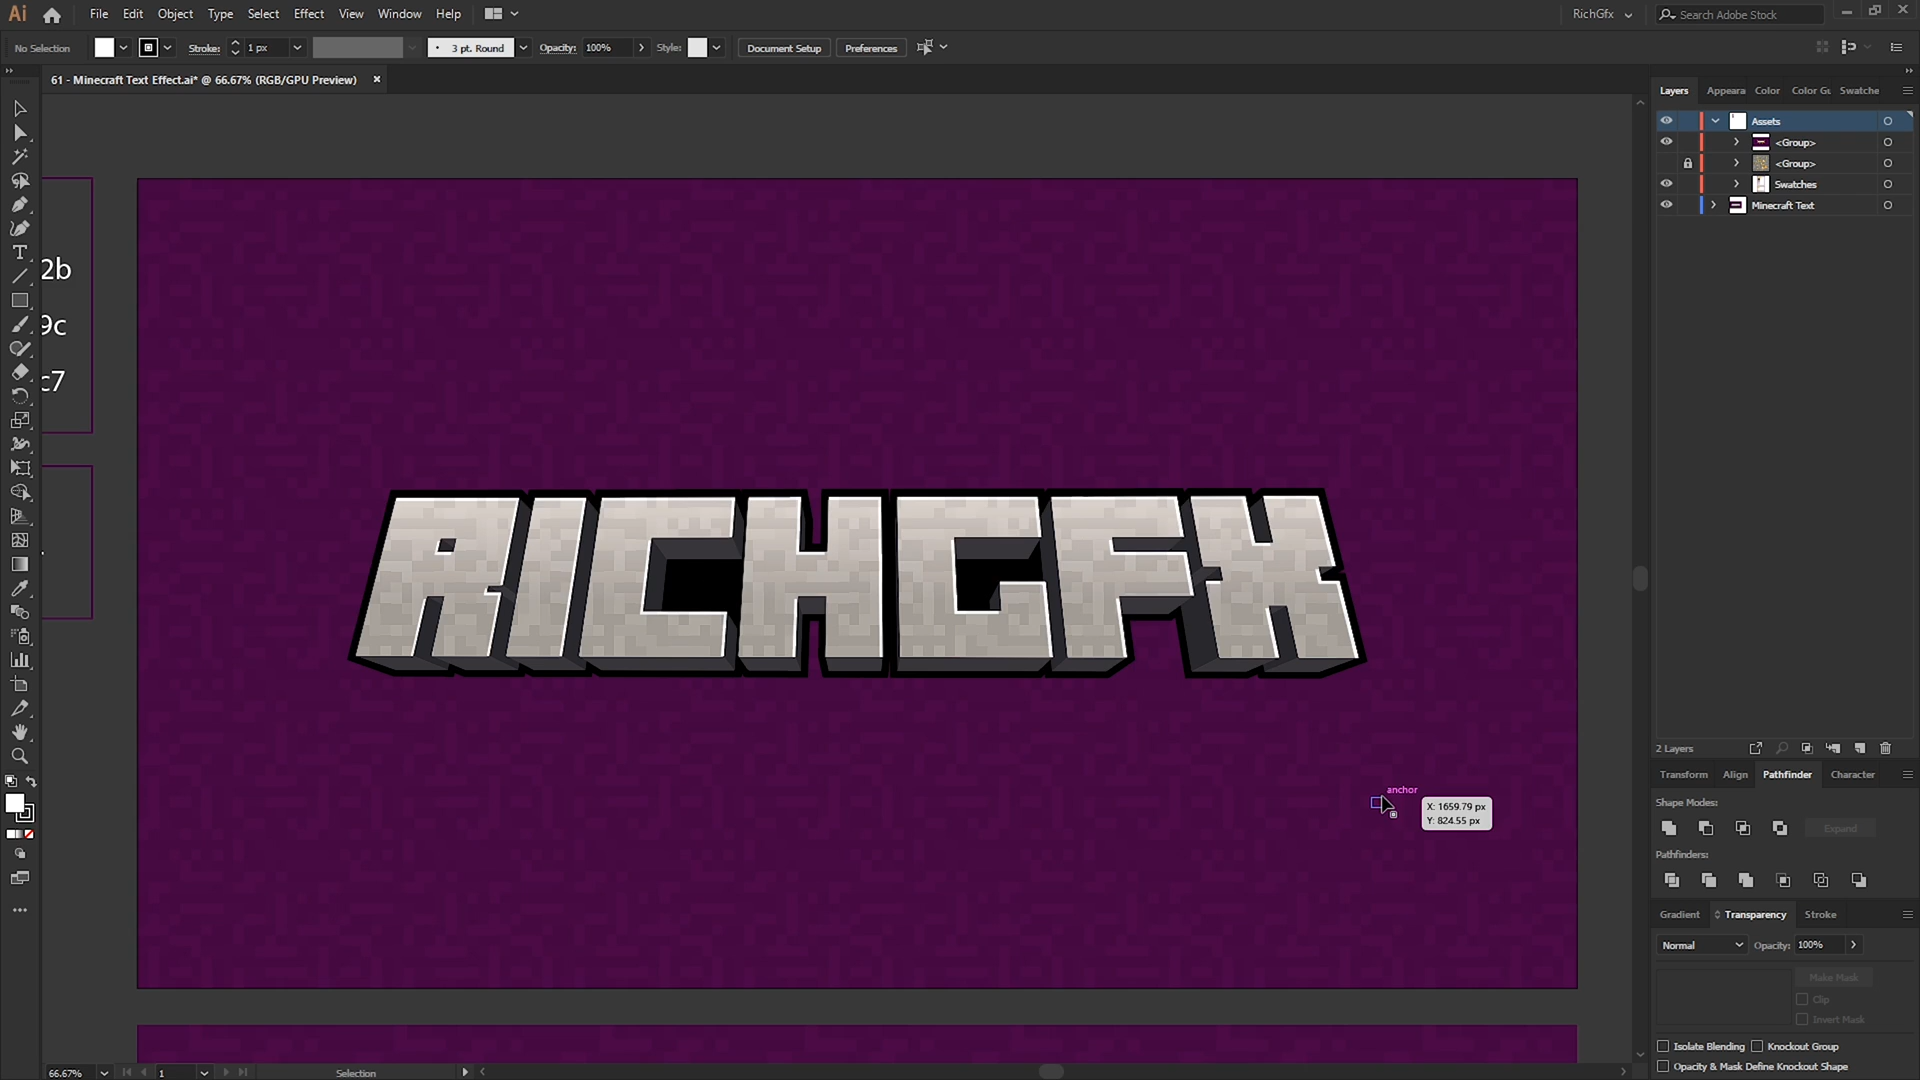 Ai File Edit Object Type Select Effect View Window Help RichGfx Search Adobe Stock
No Selection Stroke: 1 px 3 pt. Round Opacity: 100% Style: Document Setup Preferences
61 - Minecraft Text Effect.ai* @ 66.67% (RGB/GPU Preview) ×
Layers Appeara Color Color Gu Swatche
Assets
<Group>
<Group>
Swatches
Minecraft Text
2b
9c
c7
RICHGFX
2 Layers
Transform Align Pathfinder Character
Shape Modes:
Expand
Pathfinders:
anchor
X: 1659.79 px
Y: 824.55 px
Gradient Transparency Stroke
Normal Opacity: 100%
Make Mask
Clip
Invert Mask
Isolate Blending Knockout Group
Opacity & Mask Define Knockout Shape
66.67% 1 Selection